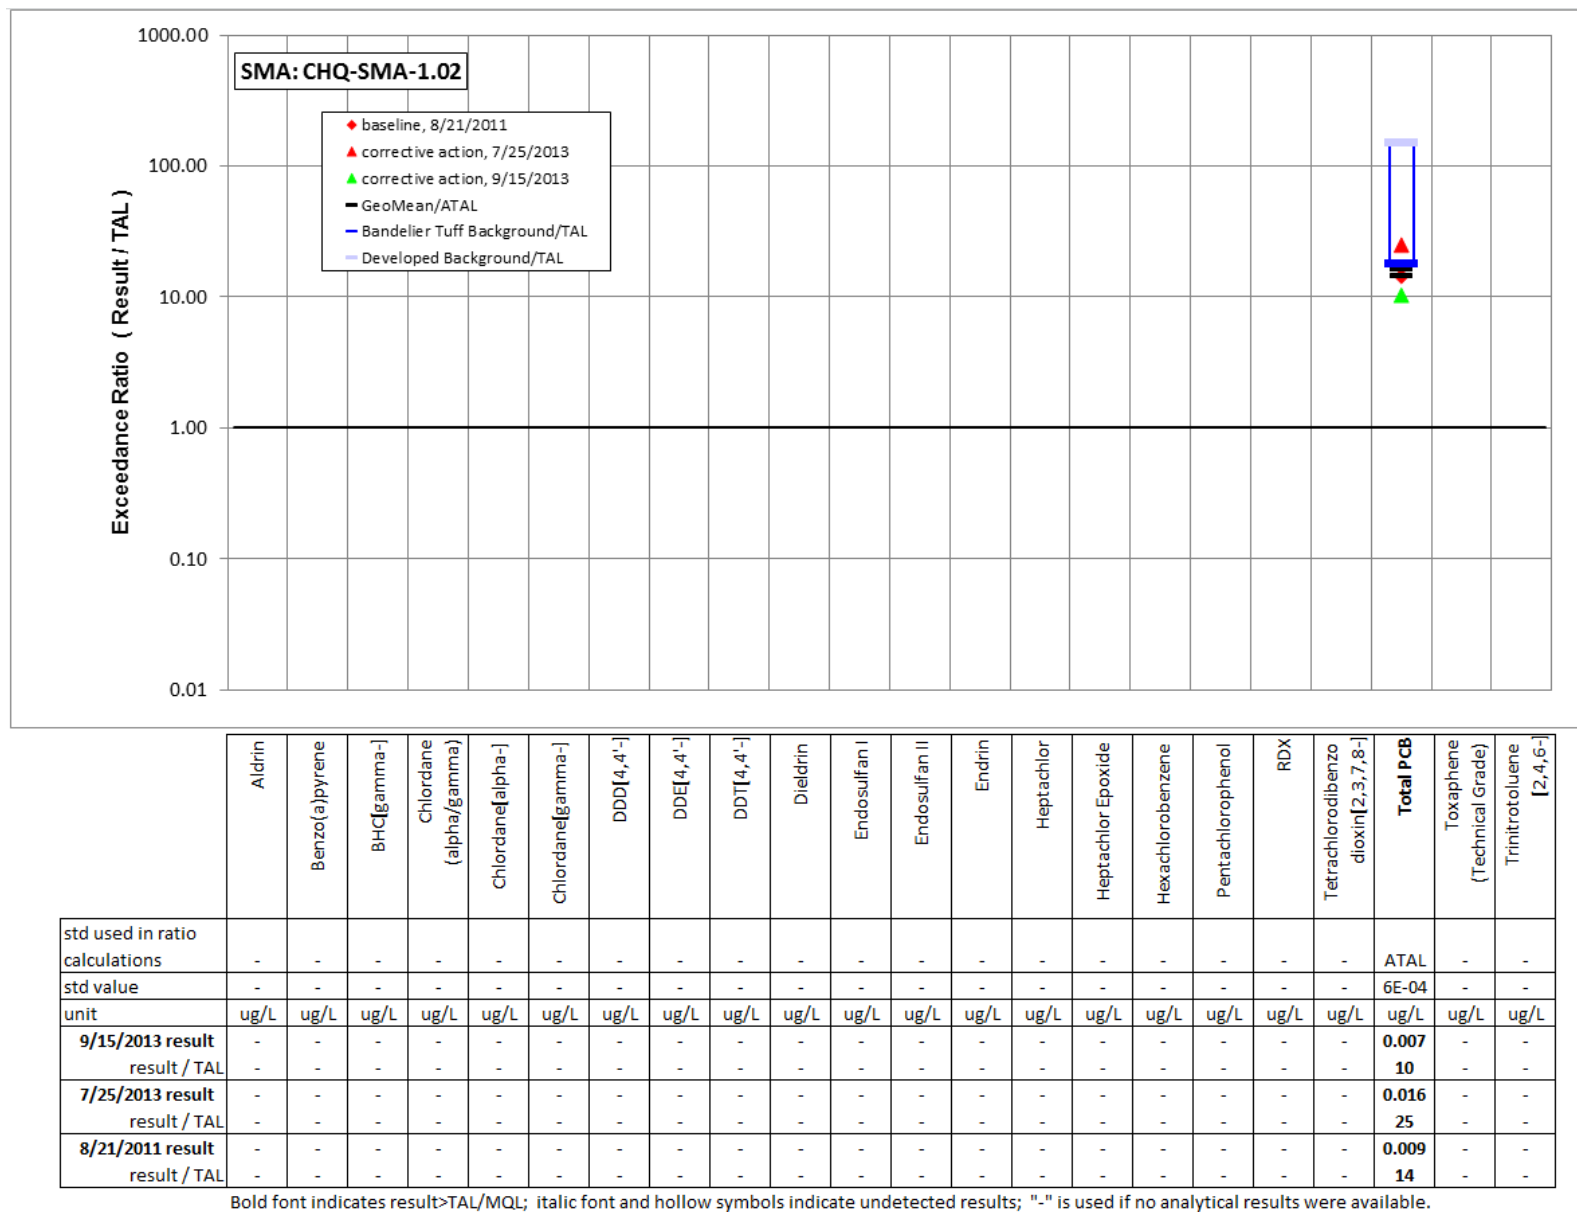 1000.00
SMA: CHQ-SMA-1.02
baseline, 8/21/2011
corrective action, 7/25/2013
corrective action, 9/15/2013
GeoMean/ATAL
Bandelier Tuff Background/TAL
Developed Background/TAL
100.00
10.00
1.00
0.10
0.01
Exceedance Ratio ( Result / TAL )
Aldrin
Benzo(a)pyrene
BHC[gamma-]
Chlordane
(alpha/gamma)
Chlordane[alpha-]
Chlordane[gamma-]
DDD[4,4'-]
DDE[4,4'-]
DDT[4,4'-]
Dieldrin
Endosulfan I
Endosulfan II
Endrin
Heptachlor
Heptachlor Epoxide
Hexachlorobenzene
Pentachlorophenol
RDX
Tetrachlorodibenzo
dioxin[2,3,7,8-]
Total PCB
Toxaphene
(Technical Grade)
Trinitrotoluene
[2,4,6-]
std used in ratio
calculations - - - - - - - - - - - - - - - - - - - ATAL - -
std value - - - - - - - - - - - - - - - - - - - 6E-04 - -
unit ug/L ug/L ug/L ug/L ug/L ug/L ug/L ug/L ug/L ug/L ug/L ug/L ug/L ug/L ug/L ug/L ug/L ug/L ug/L ug/L ug/L ug/L
9/15/2013 result - - - - - - - - - - - - - - - - - - - 0.007 - -
result / TAL - - - - - - - - - - - - - - - - - - - 10 - -
7/25/2013 result - - - - - - - - - - - - - - - - - - - 0.016 - -
result / TAL - - - - - - - - - - - - - - - - - - - 25 - -
8/21/2011 result - - - - - - - - - - - - - - - - - - - 0.009 - -
result / TAL - - - - - - - - - - - - - - - - - - - 14 - -
Bold font indicates result>TAL/MQL; italic font and hollow symbols indicate undetected results; "-" is used if no analytical results were available.